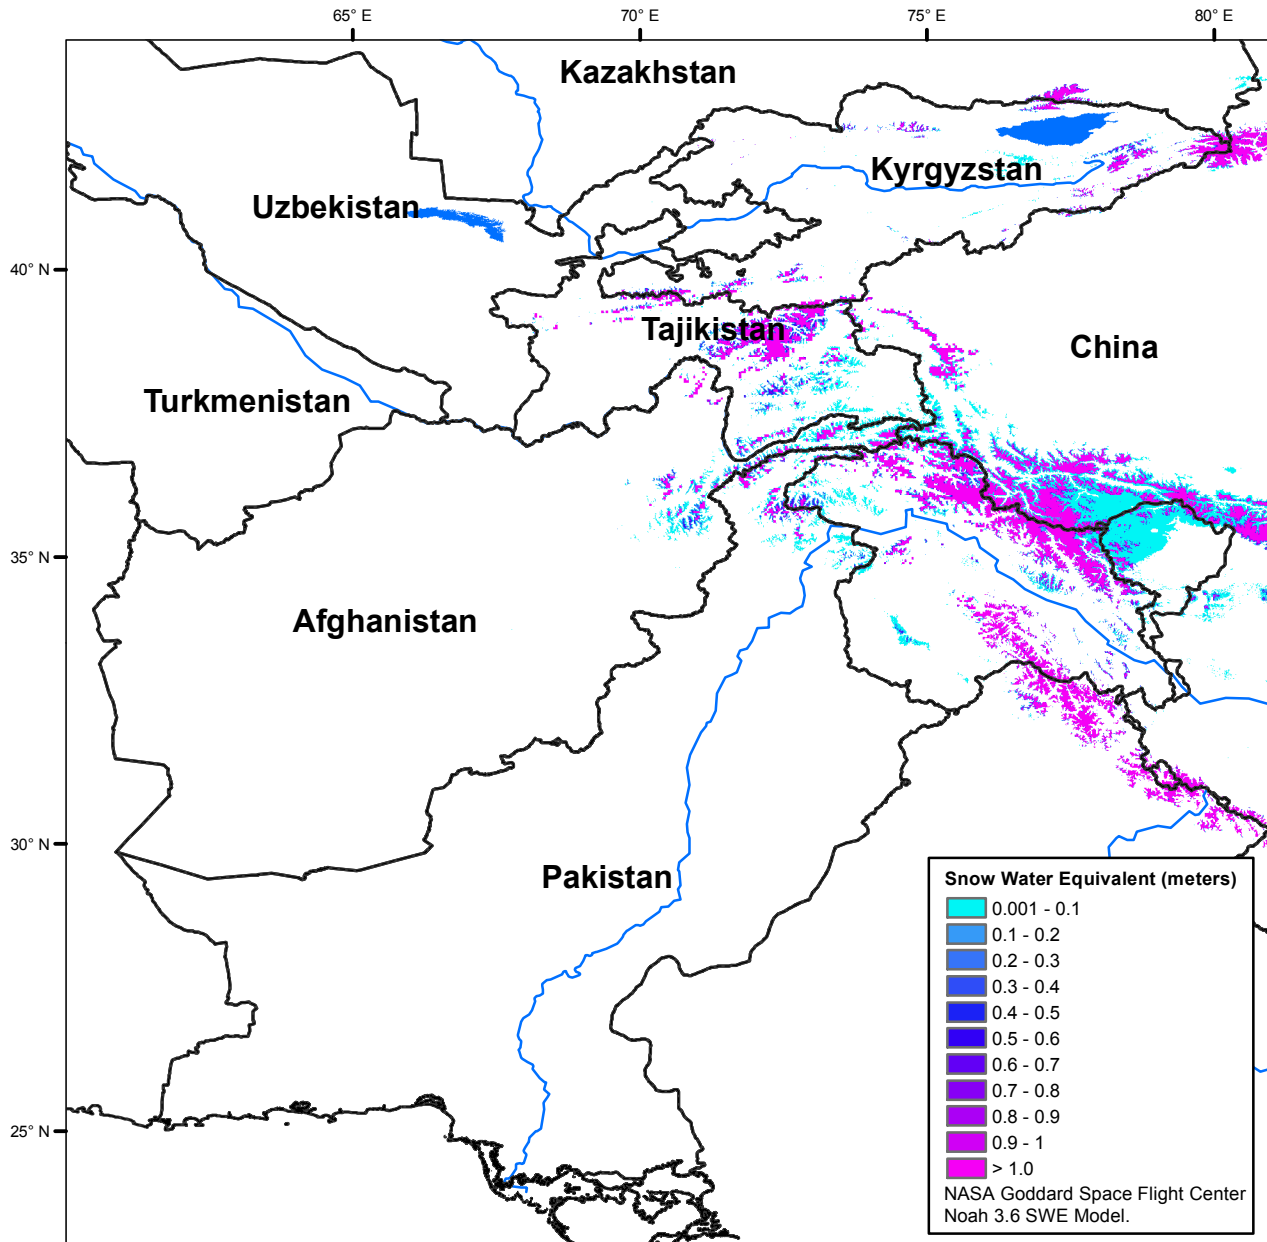 65° E
70° E
75° E
80° E
Kazakhstan
Kyrgyzstan
Uzbekistan
40° N
Tajikistan
China
Turkmenistan
35° N
Afghanistan
30° N
Pakistan
25° N
Snow Water Equivalent (meters)
0.001 - 0.1
0.1 - 0.2
0.2 - 0.3
0.3 - 0.4
0.4 - 0.5
0.5 - 0.6
0.6 - 0.7
0.7 - 0.8
0.8 - 0.9
0.9 - 1
> 1.0
NASA Goddard Space Flight Center
Noah 3.6 SWE Model.